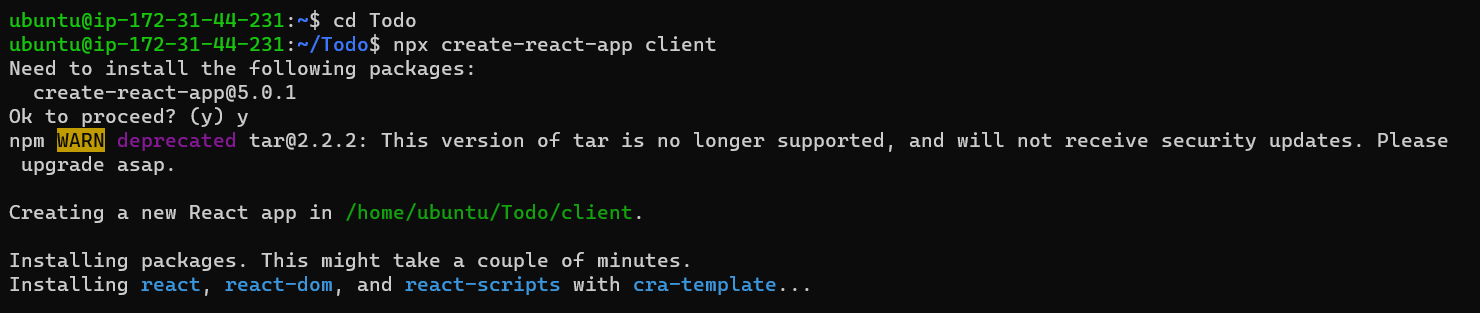 ubuntu@ip-172-31-44-231:~$ cd Todo
ubuntu@ip-172-31-44-231:~/Todo$ npx create-react-app client
Need to install the following packages:
  create-react-app@5.0.1
Ok to proceed? (y) y
npm WARN deprecated tar@2.2.2: This version of tar is no longer supported, and will not receive security updates. Please
 upgrade asap.

Creating a new React app in /home/ubuntu/Todo/client.

Installing packages. This might take a couple of minutes.
Installing react, react-dom, and react-scripts with cra-template...